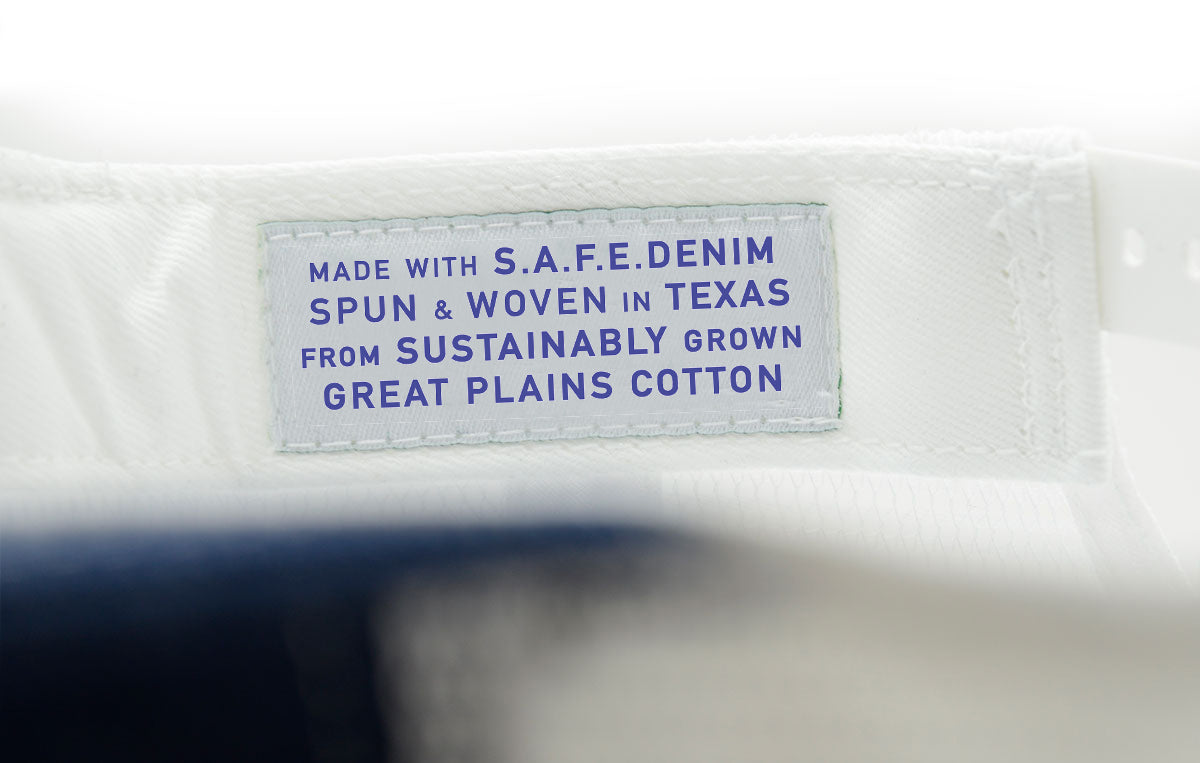 MADE WITH S.A.F.E.DENIM
SPUN & WOVEN IN TEXAS
FROM SUSTAINABLY GROWN
GREAT PLAINS COTTON